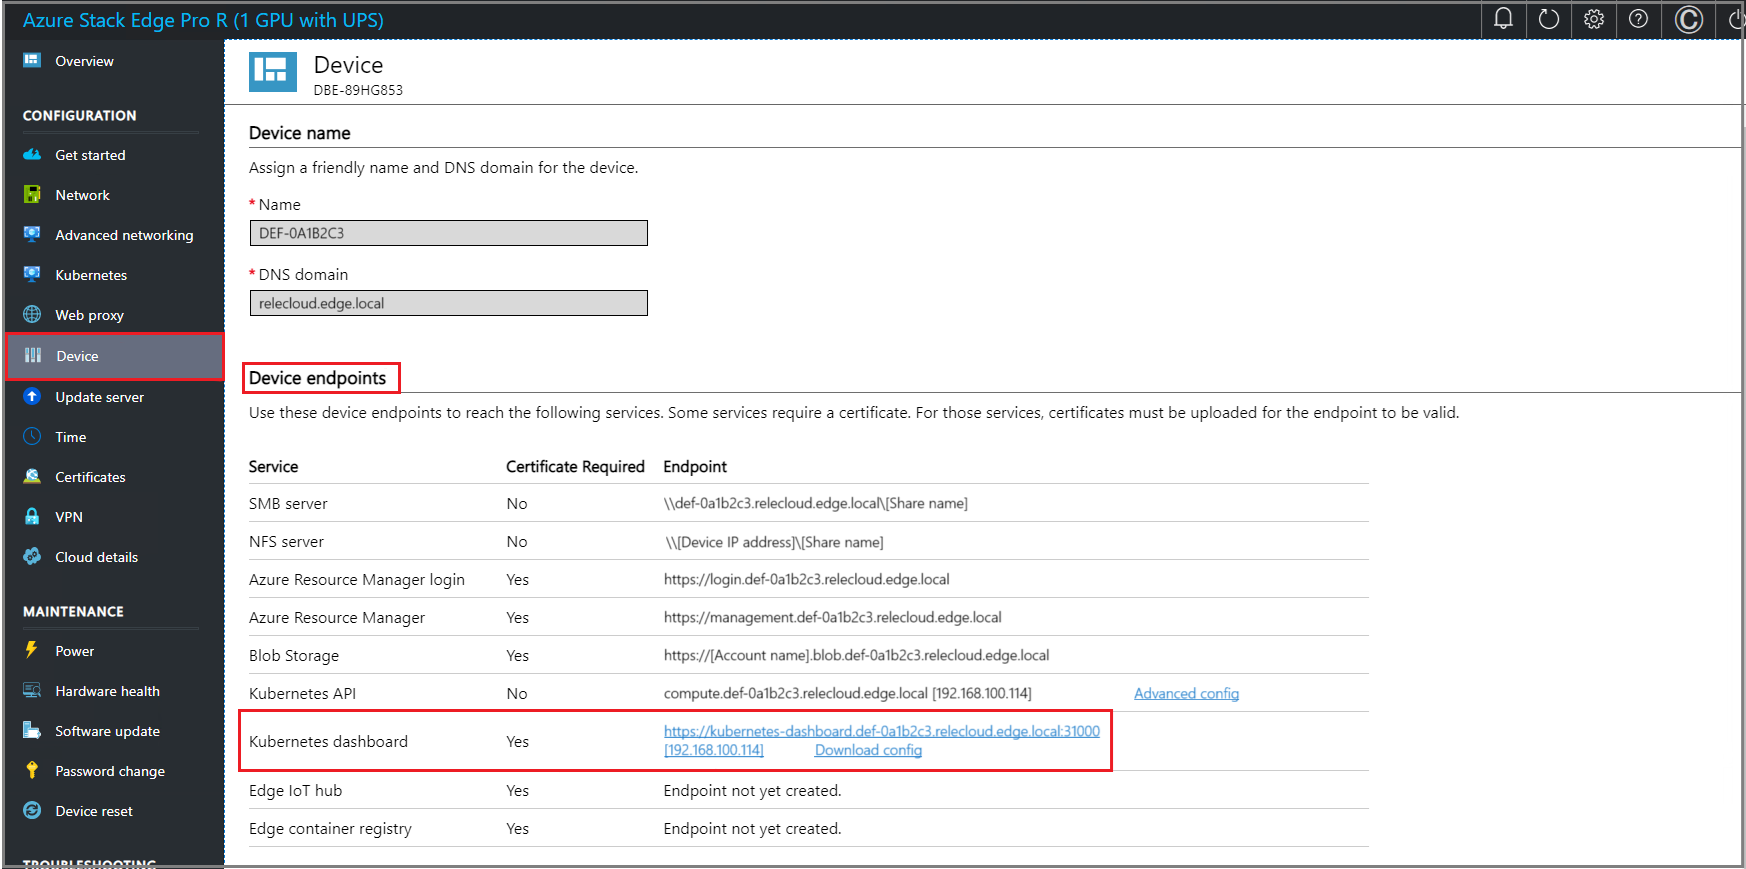 Azure Stack Edge Pro R (1 GPU with UPS)
Overview
CONFIGURATION
Get started
Network
Advanced networking
Kubernetes
Web proxy
Device
Update server
Time
Certificates
VPN
Cloud details
MAINTENANCE
Power
Hardware health
Software update
Password change
Device reset
TROUBLESHOOTING
Device
DBE-89HG853
Device name
Assign a friendly name and DNS domain for the device.
* Name
DEF-0A1B2C3
* DNS domain
relecloud.edge.local
Device endpoints
Use these device endpoints to reach the following services. Some services require a certificate. For those services, certificates must be uploaded for the endpoint to be valid.
Service Certificate Required Endpoint
SMB server No \\def-0a1b2c3.relecloud.edge.local\[Share name]
NFS server No \\[Device IP address]\[Share name]
Azure Resource Manager login Yes https://login.def-0a1b2c3.relecloud.edge.local
Azure Resource Manager Yes https://management.def-0a1b2c3.relecloud.edge.local
Blob Storage Yes https://[Account name].blob.def-0a1b2c3.relecloud.edge.local
Kubernetes API No compute.def-0a1b2c3.relecloud.edge.local [192.168.100.114] Advanced config
Kubernetes dashboard Yes https://kubernetes-dashboard.def-0a1b2c3.relecloud.edge.local:31000
[192.168.100.114] Download config
Edge IoT hub Yes Endpoint not yet created.
Edge container registry Yes Endpoint not yet created.